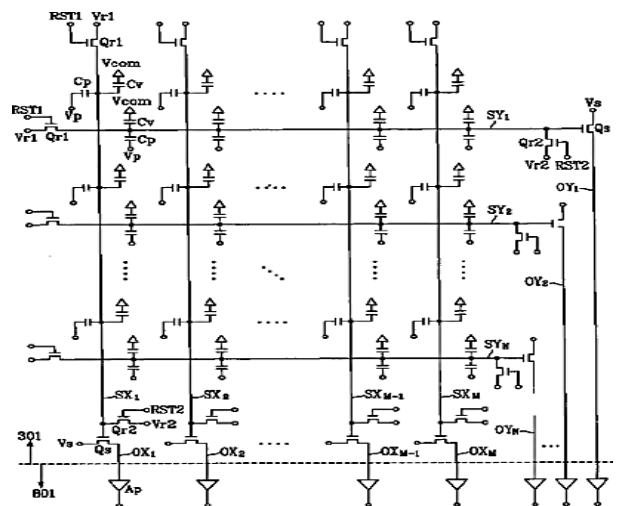 RST1 Vr1
Qr1
Vcom
Cp Cv
RST1 Vp Vcom
Cv SY1 Vs
Vr1 Qr1 Cp Qr2 Qs
Vp Vr2 RST2
OY1
SY2
OY2
SYN
SX1 SX2 SXM-1 SXM
RST2
Qr2 Vr2 OYN
Vs Qs OX1 OX2 OXM-1 OXM
301
801 Ap